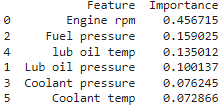 Feature Importance
0 Engine rpm 0.456715
2 Fuel pressure 0.159025
4 lub oil temp 0.135012
1 Lub oil pressure 0.100137
3 Coolant pressure 0.076245
5 Coolant temp 0.072866